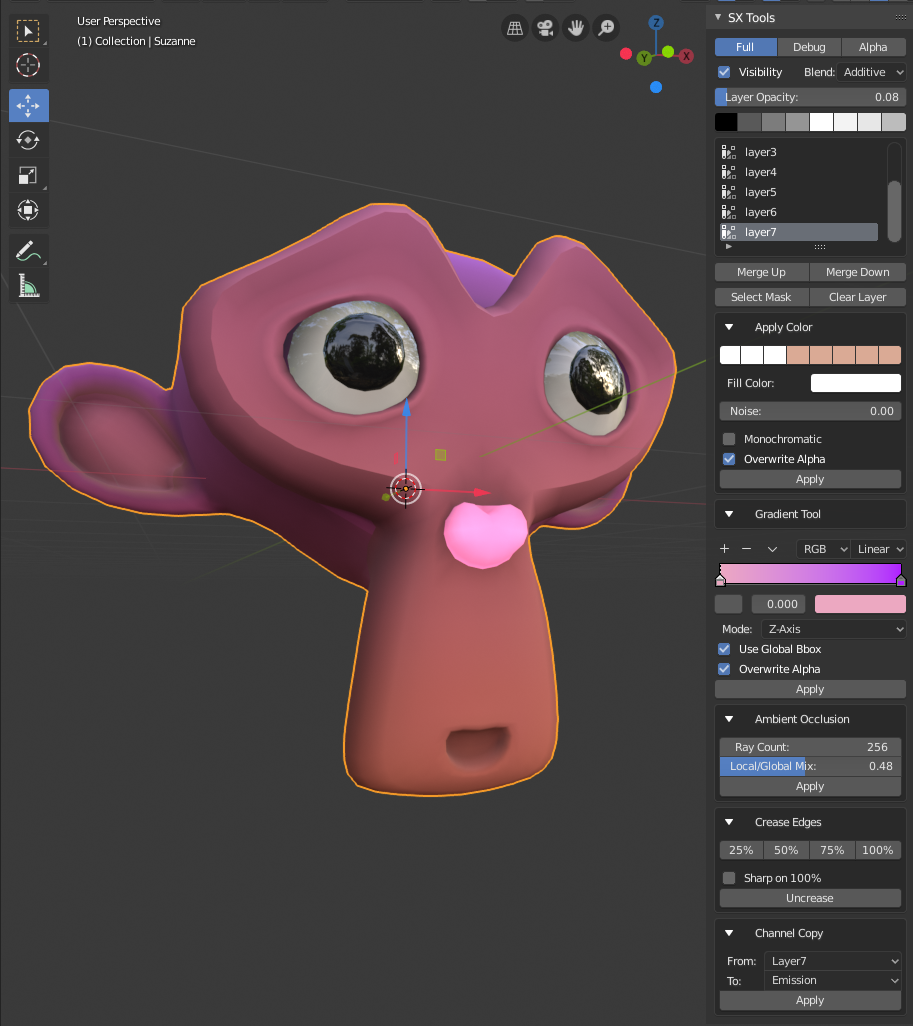 User Perspective
(1) Collection | Suzanne
Z
Y
X
SX Tools
Full Debug Alpha
Visibility Blend: Additive
Layer Opacity: 0.08
layer3
layer4
layer5
layer6
layer7
Merge Up Merge Down
Select Mask Clear Layer
Apply Color
Fill Color:
Noise: 0.00
Monochromatic
Overwrite Alpha
Apply
Gradient Tool
RGB Linear
0.000
Mode: Z-Axis
Use Global Bbox
Overwrite Alpha
Apply
Ambient Occlusion
Ray Count: 256
Local/Global Mix: 0.48
Apply
Crease Edges
25% 50% 75% 100%
Sharp on 100%
Uncrease
Channel Copy
From: Layer7
To: Emission
Apply